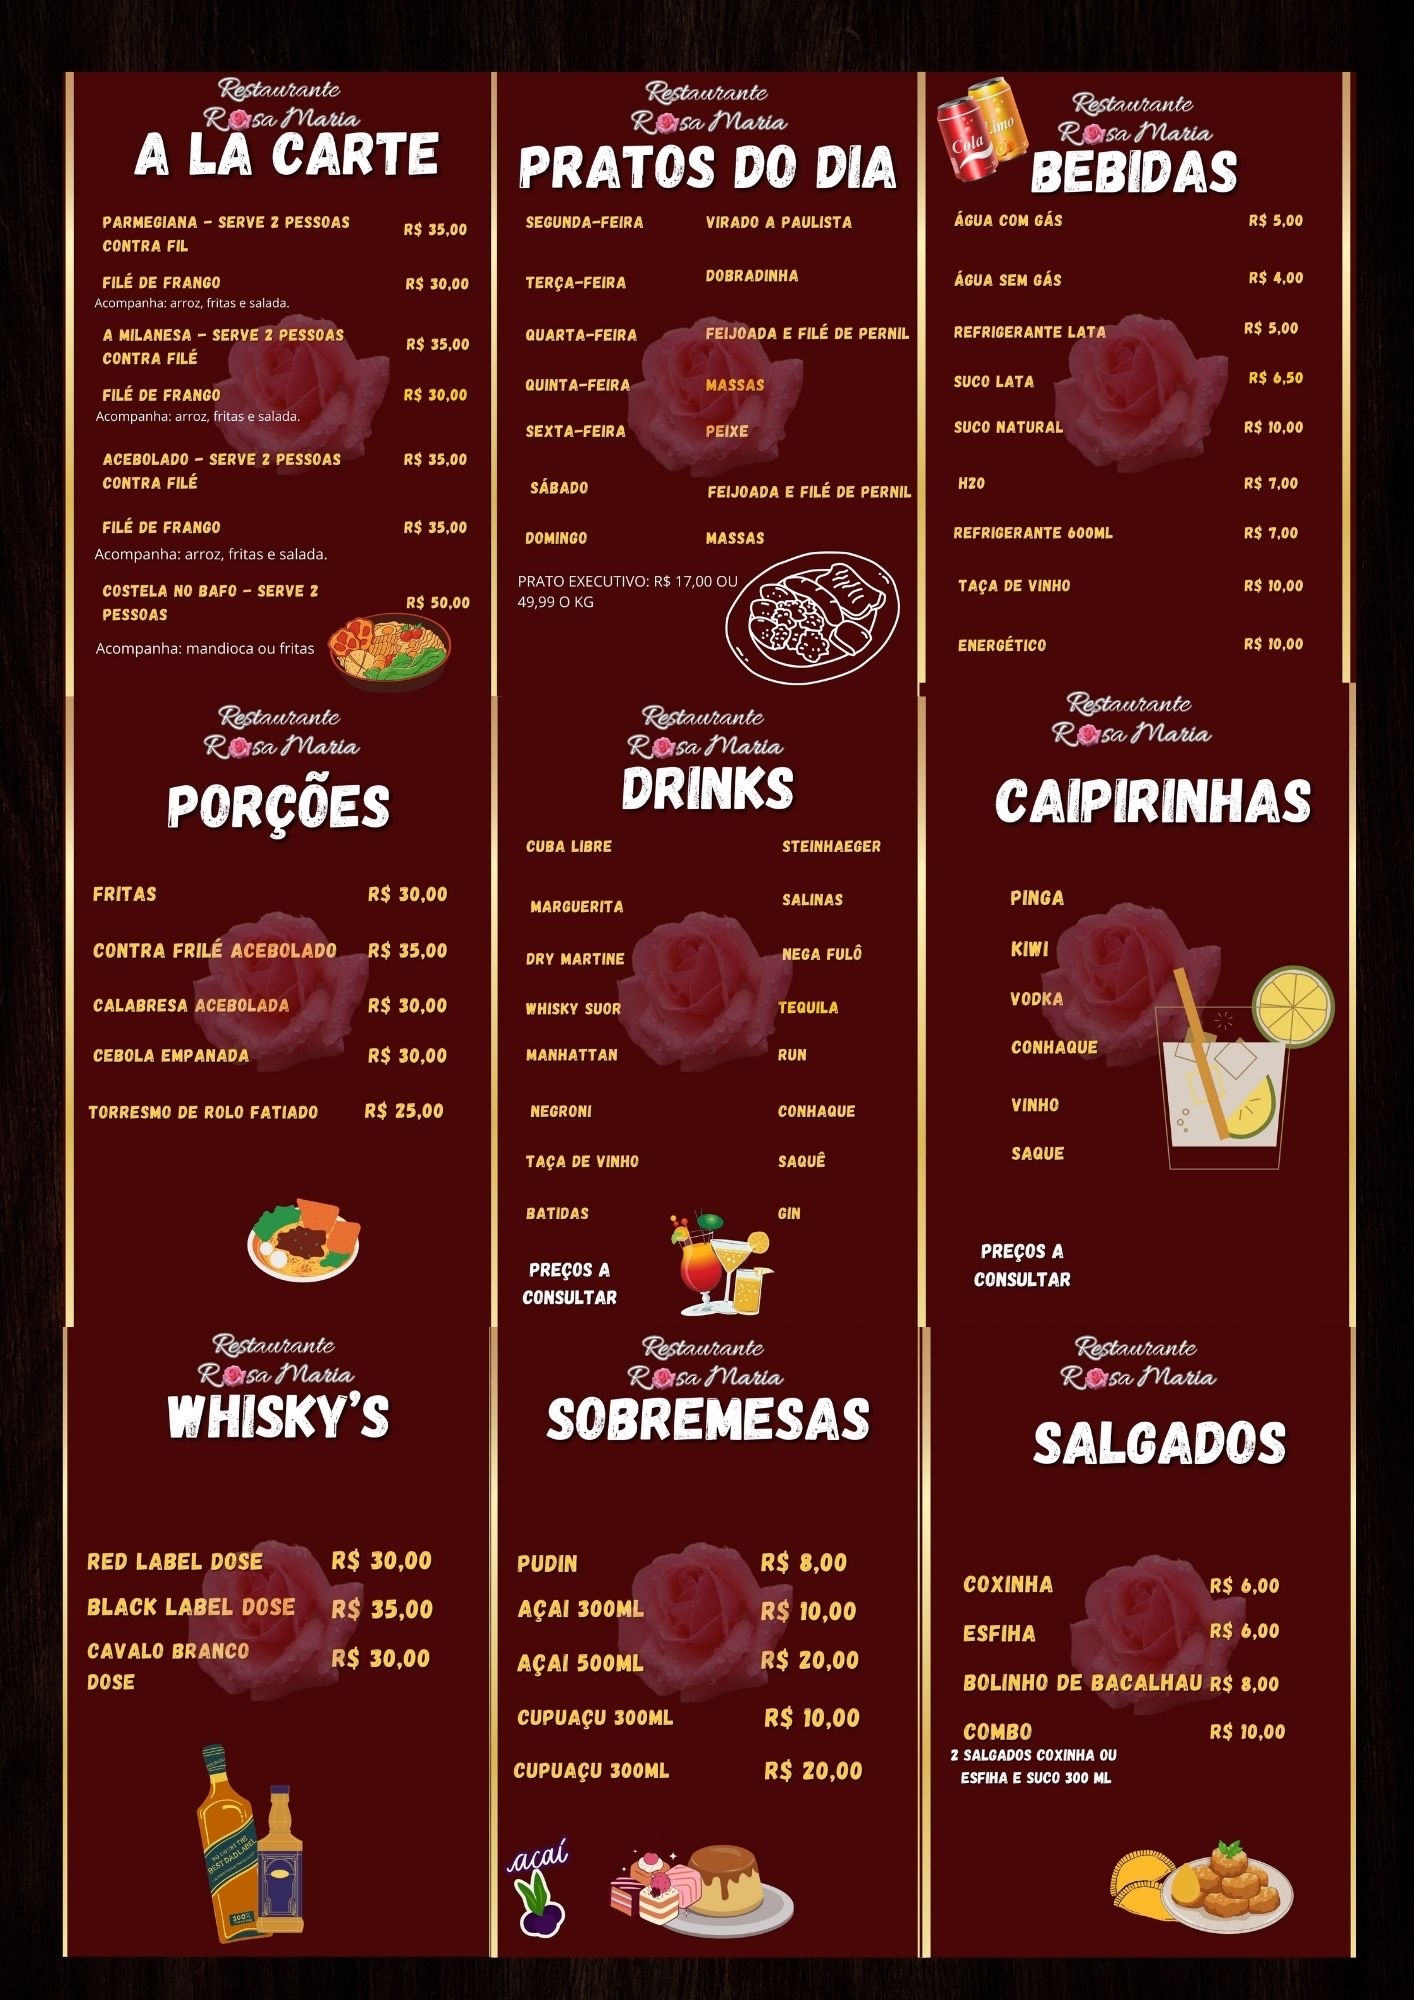 Restaurante
Rosa Maria
A LA CARTE
PARMEGIANA - SERVE 2 PESSOAS
CONTRA FIL
R$ 35,00
FILÉ DE FRANGO R$ 30,00
Acompanha: arroz, fritas e salada.
A MILANESA - SERVE 2 PESSOAS
CONTRA FILÉ
R$ 35,00
FILÉ DE FRANGO R$ 30,00
Acompanha: arroz, fritas e salada.
ACEBOLADO - SERVE 2 PESSOAS R$ 35,00
CONTRA FILÉ
FILÉ DE FRANGO R$ 35,00
Acompanha: arroz, fritas e salada.
COSTELA NO BAFO - SERVE 2
PESSOAS
R$ 50,00
Acompanha: mandioca ou fritas
Restaurante
Rosa Maria
PRATOS DO DIA
SEGUNDA-FEIRA VIRADO A PAULISTA
TERÇA-FEIRA DOBRADINHA
QUARTA-FEIRA FEIJOADA E FILÉ DE PERNIL
QUINTA-FEIRA MASSAS
SEXTA-FEIRA PEIXE
SÁBADO FEIJOADA E FILÉ DE PERNIL
DOMINGO MASSAS
PRATO EXECUTIVO: R$ 17,00 OU
49,99 O KG
Cola
Limo
Restaurante
Rosa Maria
BEBIDAS
ÁGUA COM GÁS R$ 5,00
ÁGUA SEM GÁS R$ 4,00
REFRIGERANTE LATA R$ 5,00
SUCO LATA R$ 6,50
SUCO NATURAL R$ 10,00
H20 R$ 7,00
REFRIGERANTE 600ML R$ 7,00
TAÇA DE VINHO R$ 10,00
ENERGÉTICO R$ 10,00
Restaurante
Rosa Maria
PORÇÕES
FRITAS R$ 30,00
CONTRA FRILÉ ACEBOLADO R$ 35,00
CALABRESA ACEBOLADA R$ 30,00
CEBOLA EMPANADA R$ 30,00
TORRESMO DE ROLO FATIADO R$ 25,00
Restaurante
Rosa Maria
DRINKS
CUBA LIBRE STEINHAEGER
MARGUERITA SALINAS
DRY MARTINE NEGA FULÔ
WHISKY SUOR TEQUILA
MANHATTAN RUN
NEGRONI CONHAQUE
TAÇA DE VINHO SAQUÊ
BATIDAS GIN
PREÇOS A
CONSULTAR
Restaurante
Rosa Maria
CAIPIRINHAS
PINGA
KIWI
VODKA
CONHAQUE
VINHO
SAQUE
PREÇOS A
CONSULTAR
Restaurante
Rosa Maria
WHISKY'S
RED LABEL DOSE R$ 30,00
BLACK LABEL DOSE R$ 35,00
CAVALO BRANCO
DOSE
R$ 30,00
BEST DAD LABEL
100%
Restaurante
Rosa Maria
SOBREMESAS
PUDIN R$ 8,00
AÇAI 300ML R$ 10,00
AÇAI 500ML R$ 20,00
CUPUAÇU 300ML R$ 10,00
CUPUAÇU 300ML R$ 20,00
açaí
Restaurante
Rosa Maria
SALGADOS
COXINHA R$ 6,00
ESFIHA R$ 6,00
BOLINHO DE BACALHAU R$ 8,00
COMBO R$ 10,00
2 SALGADOS COXINHA OU
ESFIHA E SUCO 300 ML